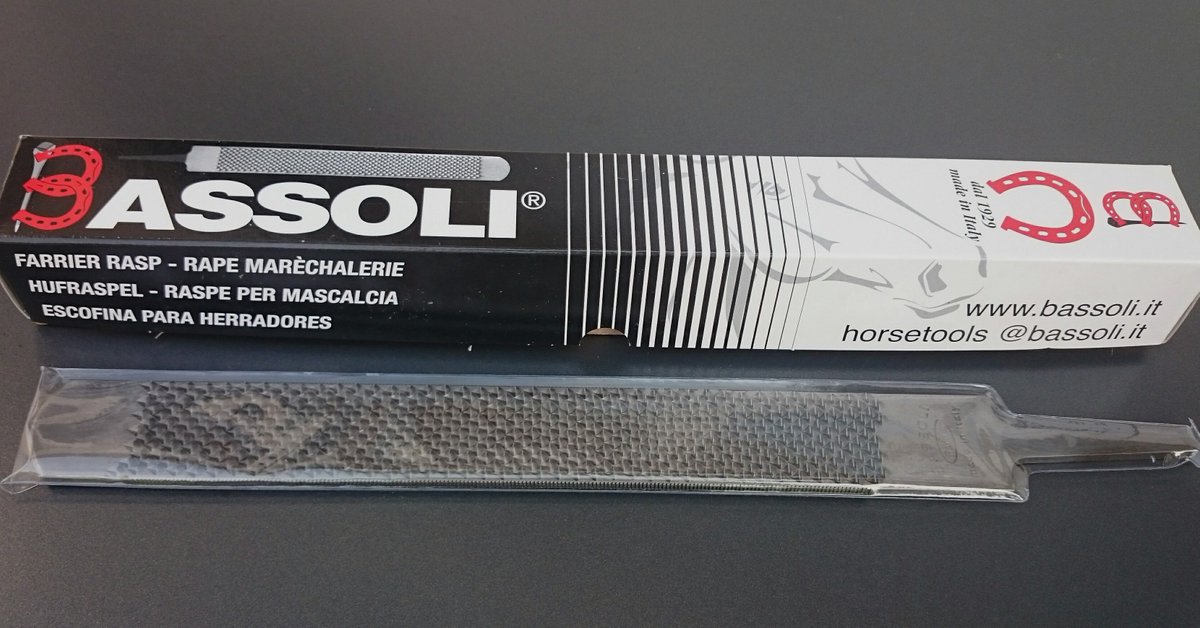 BASSOLI®
FARRIER RASP - RAPE MARÈCHALERIE
HUFRASPEL - RASPE PER MASCALCIA
ESCOFINA PARA HERRADORES
dal 1929
made in Italy
www.bassoli.it
horsetools @bassoli.it